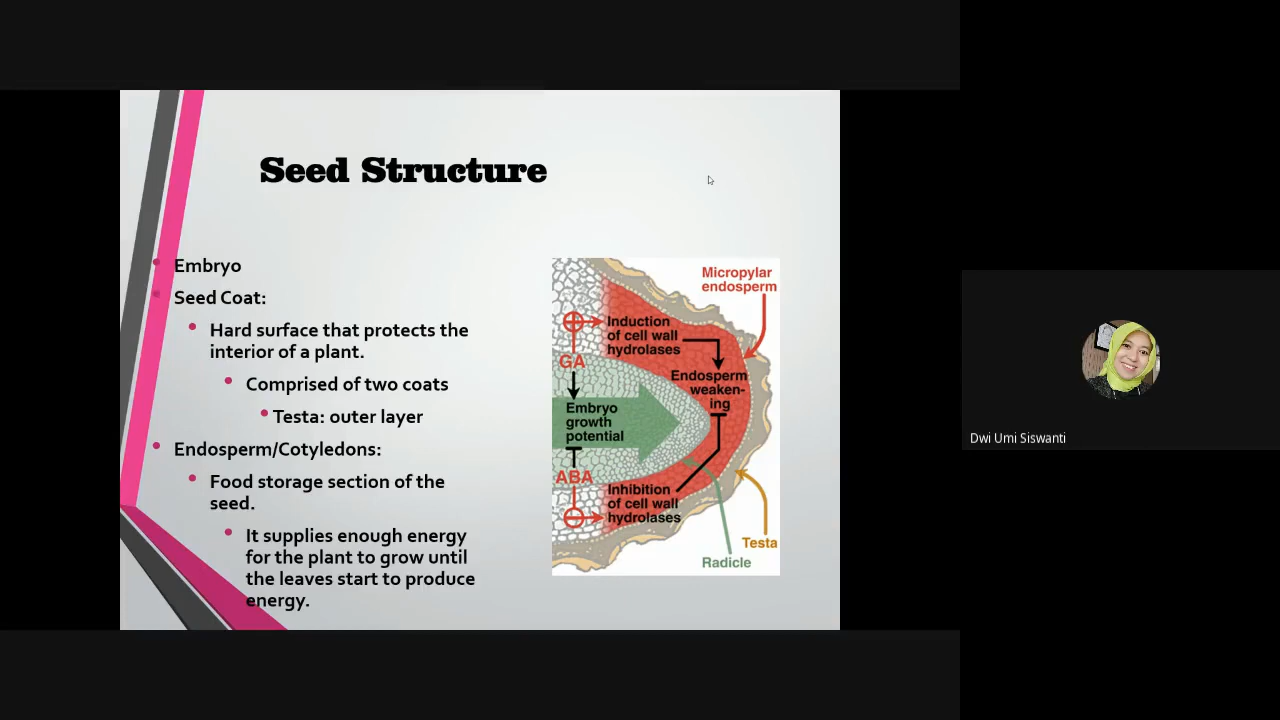 Seed Structure
Embryo
Seed Coat:
Hard surface that protects the
interior of a plant.
Comprised of two coats
Testa: outer layer
Endosperm/Cotyledons:
Food storage section of the
seed.
It supplies enough energy
for the plant to grow until
the leaves start to produce
energy.
Micropylar
endosperm
Induction
of cell wall
hydrolases
GA
Endosperm
weaken-
ing
Embryo
growth
potential
ABA
Inhibition
of cell wall
hydrolases
Testa
Radicle
Dwi Umi Siswanti